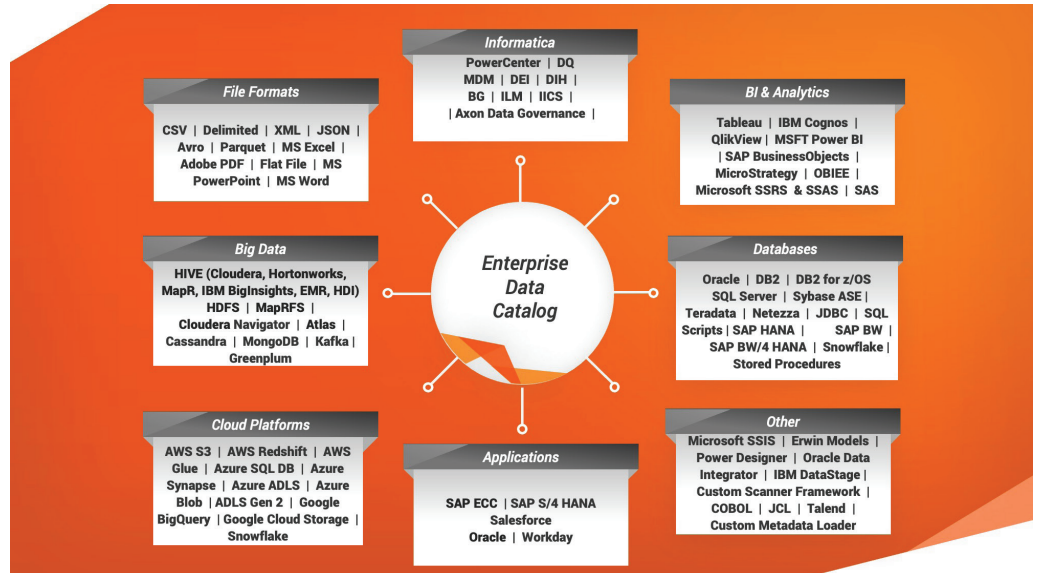 Informatica
PowerCenter | DQ
MDM | DEI | DIH |
BG | ILM | IICS |
| Axon Data Governance |
File Formats
CSV | Delimited | XML | JSON |
Avro | Parquet | MS Excel |
Adobe PDF | Flat File | MS
PowerPoint | MS Word
BI & Analytics
Tableau | IBM Cognos |
QlikView | MSFT Power BI
| SAP BusinessObjects |
MicroStrategy | OBIEE |
Microsoft SSRS & SSAS | SAS
Big Data
HIVE (Cloudera, Hortonworks,
MapR, IBM BigInsights, EMR, HDI)
HDFS | MapRFS |
Cloudera Navigator | Atlas |
Cassandra | MongoDB | Kafka |
Greenplum
Enterprise
Data
Catalog
Databases
Oracle | DB2 | DB2 for z/OS
SQL Server | Sybase ASE |
Teradata | Netezza | JDBC | SQL
Scripts | SAP HANA | SAP BW |
SAP BW/4 HANA | Snowflake |
Stored Procedures
Cloud Platforms
AWS S3 | AWS Redshift | AWS
Glue | Azure SQL DB | Azure
Synapse | Azure ADLS | Azure
Blob | ADLS Gen 2 | Google
BigQuery | Google Cloud Storage |
Snowflake
Applications
SAP ECC | SAP S/4 HANA
Salesforce
Oracle | Workday
Other
Microsoft SSIS | Erwin Models |
Power Designer | Oracle Data
Integrator | IBM DataStage |
Custom Scanner Framework |
COBOL | JCL | Talend |
Custom Metadata Loader